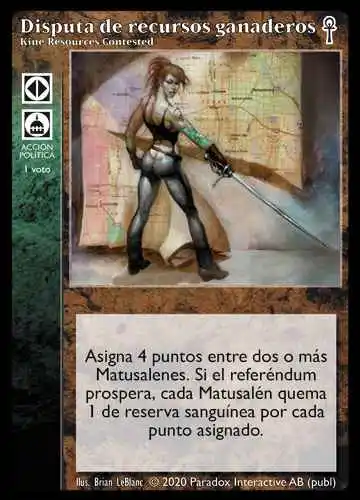 Disputa de recursos ganaderos
Kine Resources Contested
ACCIÓN
POLÍTICA
1 voto
Asigna 4 puntos entre dos o más
Matusalenes. Si el referéndum
prospera, cada Matusalén quema
1 de reserva sanguínea por cada
punto asignado.
Ilus. Brian LeBlanc © 2020 Paradox Interactive AB (publ)